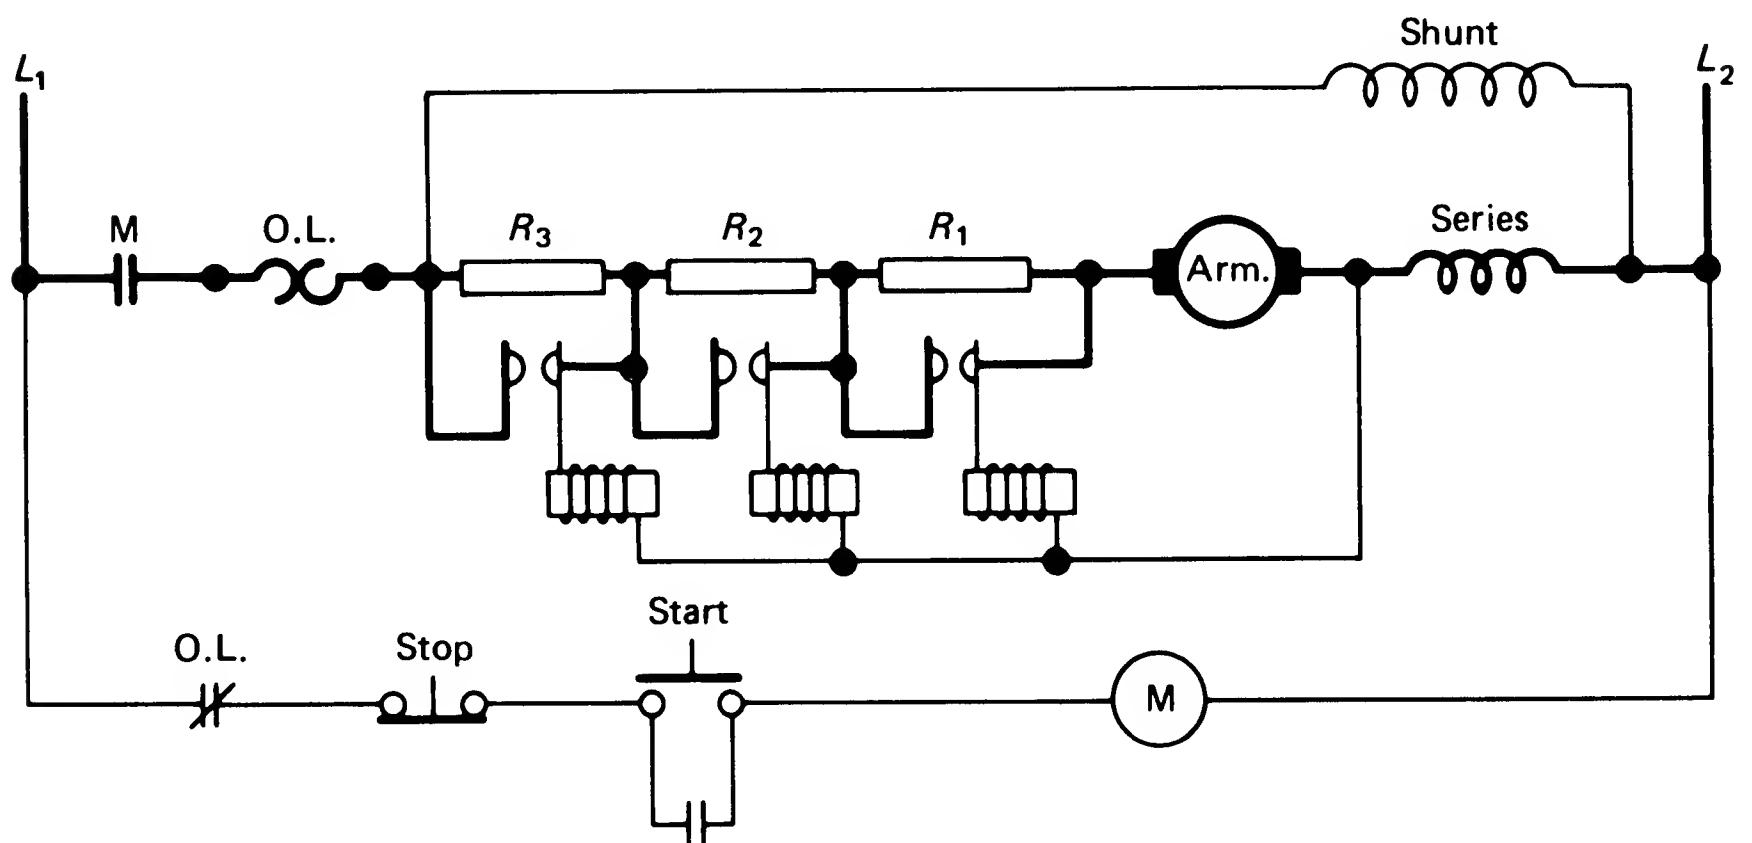 Shunt
L1
L2
M
O.L.
R3
R2
R1
Arm.
Series
Start
O.L.
Stop
M